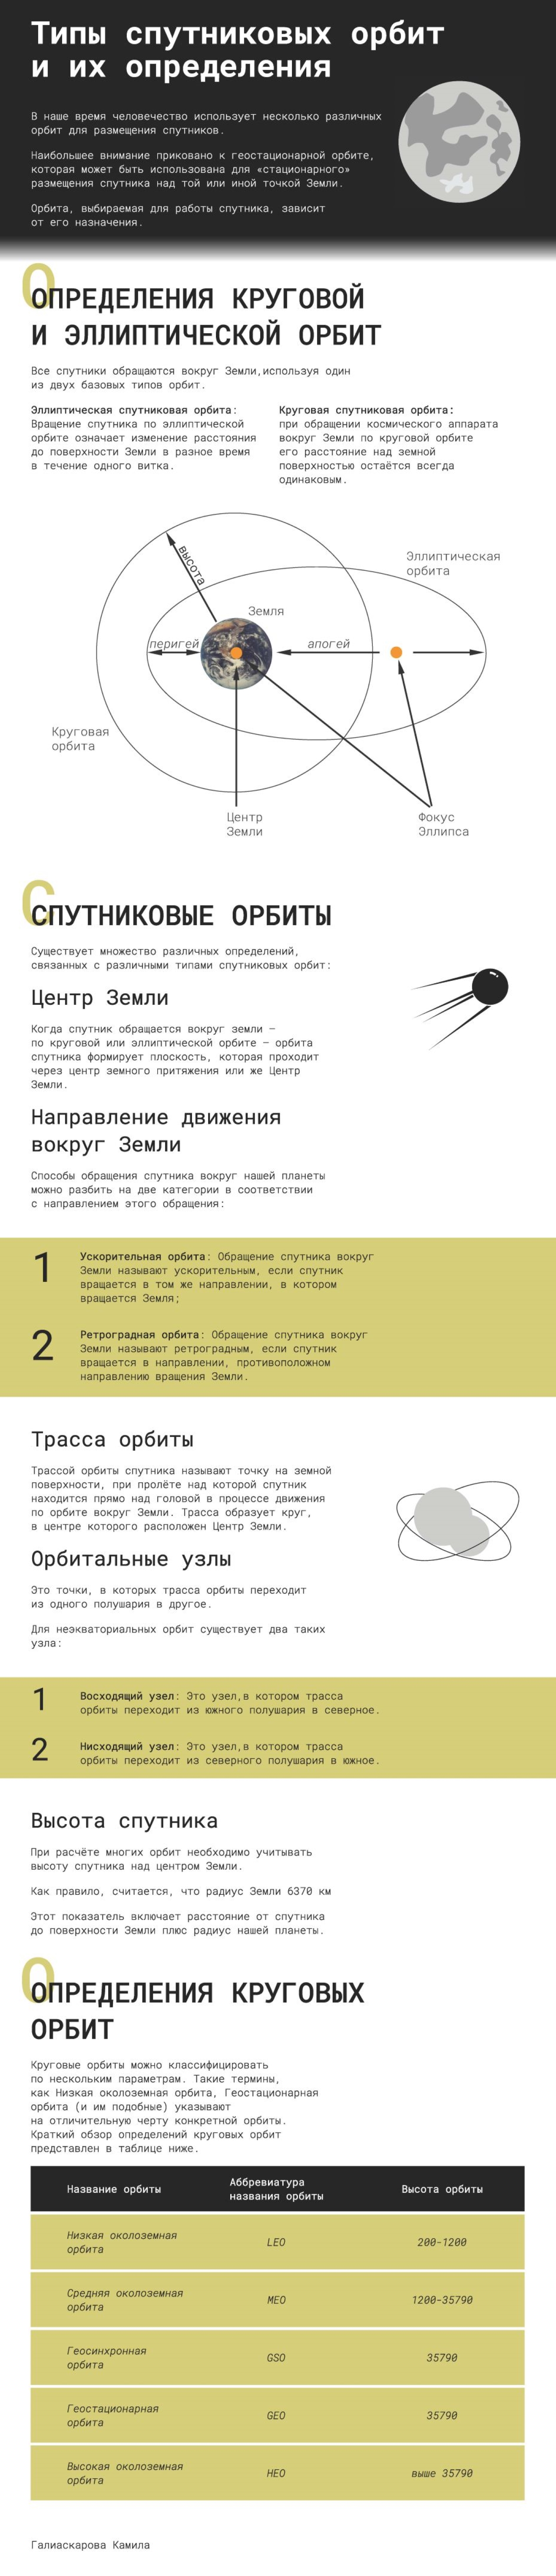 Типы спутниковых орбит
и их определения
В наше время человечество использует несколько различных
орбит для размещения спутников.
Наибольшее внимание приковано к геостационарной орбите,
которая может быть использована для «стационарного»
размещения спутника над той или иной точкой Земли.
Орбита, выбираемая для работы спутника, зависит
от его назначения.
ОПРЕДЕЛЕНИЯ КРУГОВОЙ
И ЭЛЛИПТИЧЕСКОЙ ОРБИТ
Все спутники обращаются вокруг Земли,используя один
из двух базовых типов орбит.
Эллиптическая спутниковая орбита:
Вращение спутника по эллиптической
орбите означает изменение расстояния
до поверхности Земли в разное время
в течение одного витка.
Круговая спутниковая орбита:
при обращении космического аппарата
вокруг Земли по круговой орбите
его расстояние над земной
поверхностью остаётся всегда
одинаковым.
высота
Эллиптическая
орбита
Земля
перигей
апогей
Круговая
орбита
Центр
Земли
Фокус
Эллипса
СПУТНИКОВЫЕ ОРБИТЫ
Существует множество различных определений,
связанных с различными типами спутниковых орбит:
Центр Земли
Когда спутник обращается вокруг земли —
по круговой или эллиптической орбите — орбита
спутника формирует плоскость, которая проходит
через центр земного притяжения или же Центр
Земли.
Направление движения
вокруг Земли
Способы обращения спутника вокруг нашей планеты
можно разбить на две категории в соответствии
с направлением этого обращения:
1
Ускорительная орбита: Обращение спутника вокруг
Земли называют ускорительным, если спутник
вращается в том же направлении, в котором
вращается Земля;
2
Ретроградная орбита: Обращение спутника вокруг
Земли называют ретроградным, если спутник
вращается в направлении, противоположном
направлению вращения Земли.
Трасса орбиты
Трассой орбиты спутника называют точку на земной
поверхности, при пролёте над которой спутник
находится прямо над головой в процессе движения
по орбите вокруг Земли. Трасса образует круг,
в центре которого расположен Центр Земли.
Орбитальные узлы
Это точки, в которых трасса орбиты переходит
из одного полушария в другое.
Для неэкваториальных орбит существует два таких
узла:
1
Восходящий узел: Это узел,в котором трасса
орбиты переходит из южного полушария в северное.
2
Нисходящий узел: Это узел,в котором трасса
орбиты переходит из северного полушария в южное.
Высота спутника
При расчёте многих орбит необходимо учитывать
высоту спутника над центром Земли.
Как правило, считается, что радиус Земли 6370 км
Этот показатель включает расстояние от спутника
до поверхности Земли плюс радиус нашей планеты.
ОПРЕДЕЛЕНИЯ КРУГОВЫХ
ОРБИТ
Круговые орбиты можно классифицировать
по нескольким параметрам. Такие термины,
как Низкая околоземная орбита, Геостационарная
орбита (и им подобные) указывают
на отличительную черту конкретной орбиты.
Краткий обзор определений круговых орбит
представлен в таблице ниже.
Название орбиты
Аббревиатура
названия орбиты
Высота орбиты
Низкая околоземная
орбита
LEO
200-1200
Средняя околоземная
орбита
MEO
1200-35790
Геосинхронная
орбита
GSO
35790
Геостационарная
орбита
GEO
35790
Высокая околоземная
орбита
HEO
выше 35790
Галиаскарова Камила